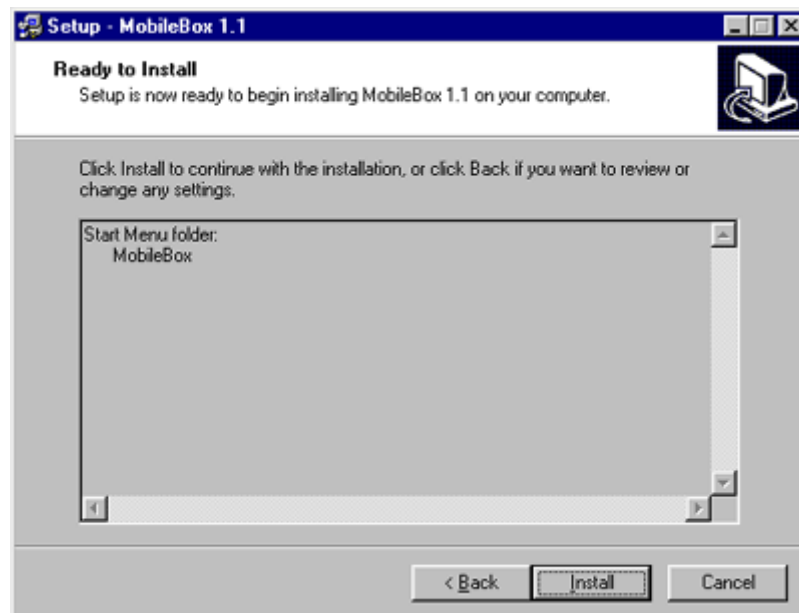 Setup - MobileBox 1.1
Ready to Install
Setup is now ready to begin installing MobileBox 1.1 on your computer.
Click Install to continue with the installation, or click Back if you want to review or
change any settings.
Start Menu folder:
MobileBox
< Back
Install
Cancel